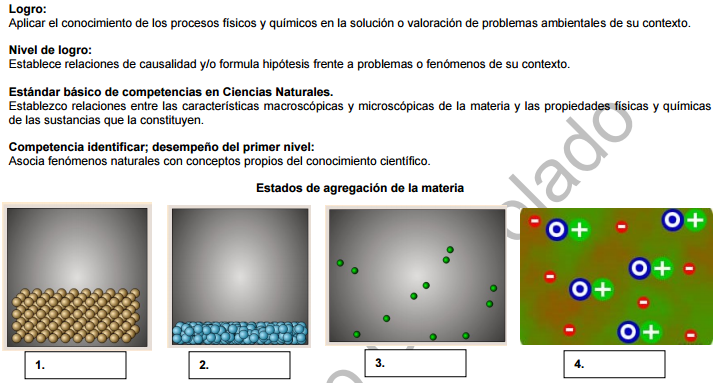 Logro:
Aplicar el conocimiento de los procesos físicos y químicos en la solución o valoración de problemas ambientales de su contexto.
Nivel de logro:
Establece relaciones de causalidad y/o formula hipótesis frente a problemas o fenómenos de su contexto.
Estándar básico de competencias en Ciencias Naturales.
Establezco relaciones entre las características macroscópicas y microscópicas de la materia y las propiedades físicas y químicas
de las sustancias que la constituyen.
Competencia identificar; desempeño del primer nivel:
Asocia fenómenos naturales con conceptos propios del conocimiento científico.
Estados de agregación de la materia
1.
2.
3.
4.